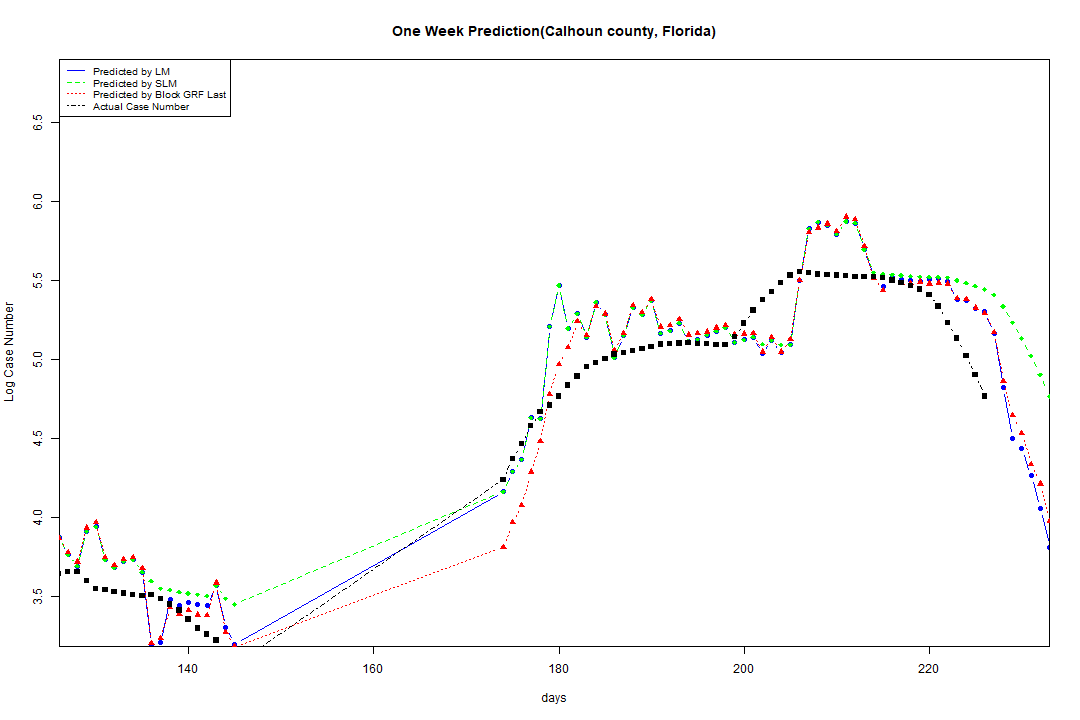 One Week Prediction(Calhoun county, Florida)
Predicted by LM
Predicted by SLM
Predicted by Block GRF Last
Actual Case Number
6.5
6.0
5.5
5.0
4.5
4.0
3.5
Log Case Number
140 160 180 200 220
days